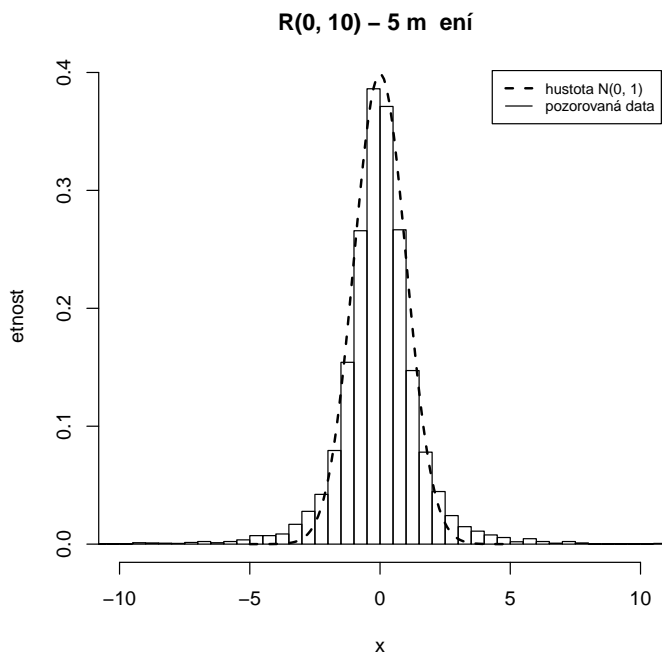 R(0, 10) − 5 m ení
hustota N(0, 1)
pozorovaná data
0.4
0.3
0.2
0.1
0.0
etnost
−10 −5 0 5 10
x